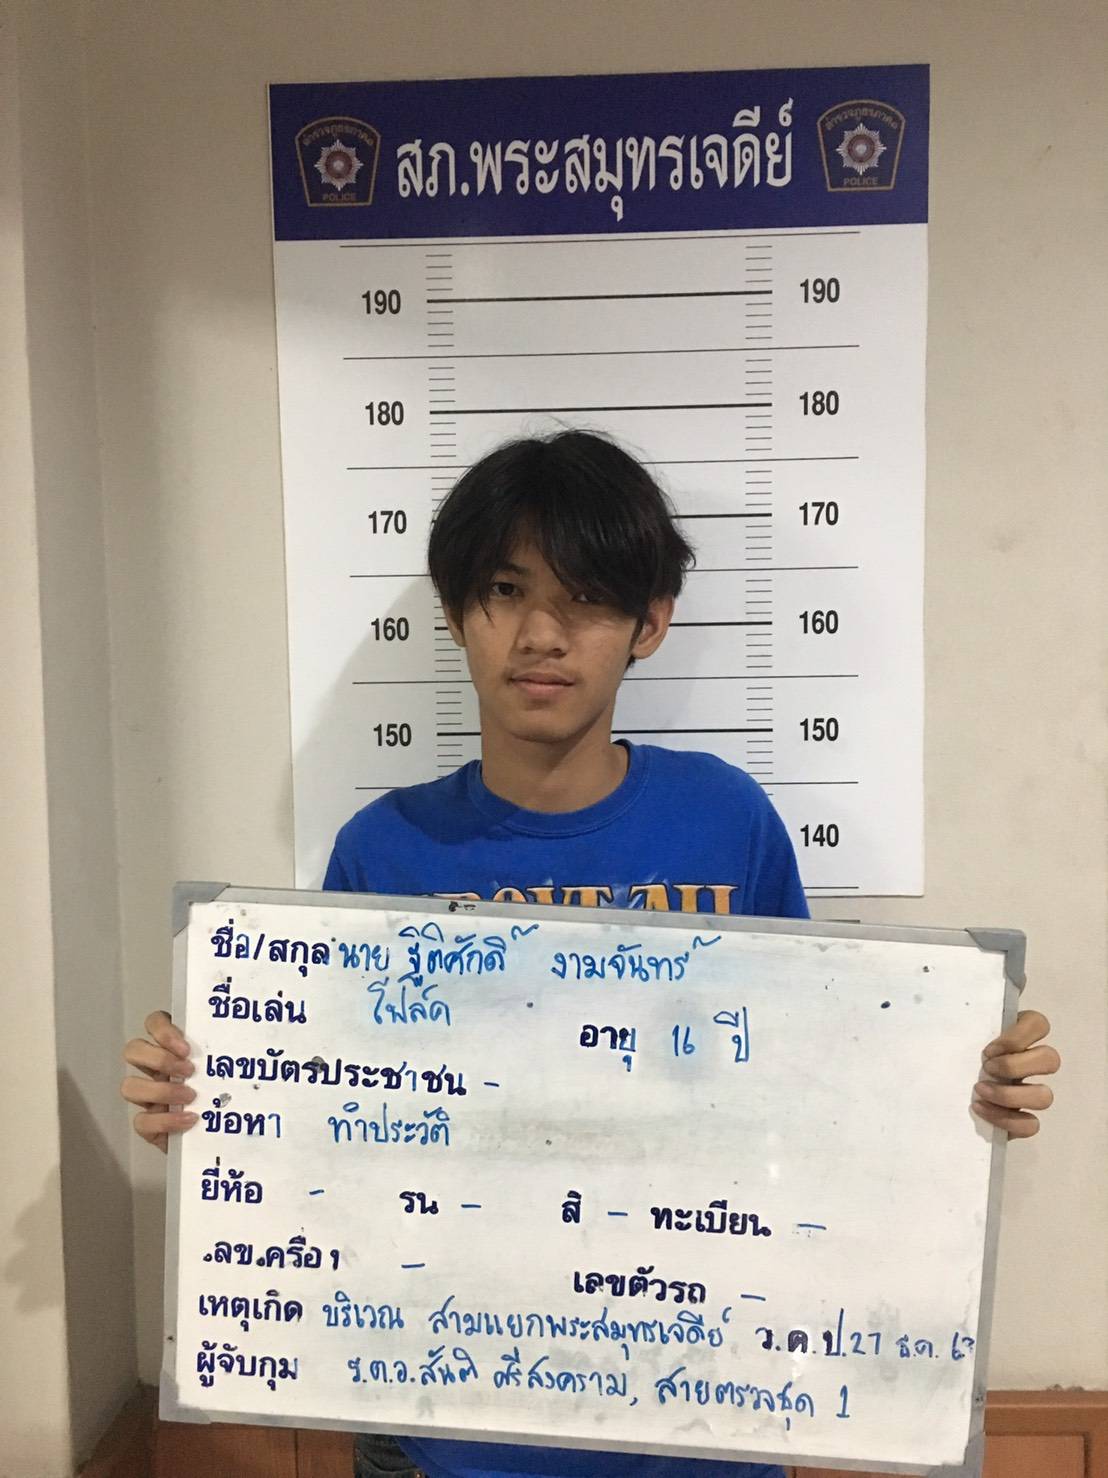 สภ.พระสมุทรเจดีย์
POLICE
POLICE
190 190
180 180
170 170
160 160
150 150
140
ชื่อ/สกุล นาย ฐิติศักดิ์ งามจันทร์
ชื่อเล่น โฟล์ค อายุ 16 ปี
เลขบัตรประชาชน -
ข้อหา ทำประวัติ
ยี่ห้อ - รน - สี - ทะเบียน -
ลข ครื่อง - เลขตัวรถ -
เหตุเกิด บริเวณ สามแยกพระสมุทรเจดีย์ ว.ด.ป. 27 ธ.ค. 63
ผู้จับกุม ร.ต.อ.สันติ ศรีสงคราม, สายตรวจชุด 1